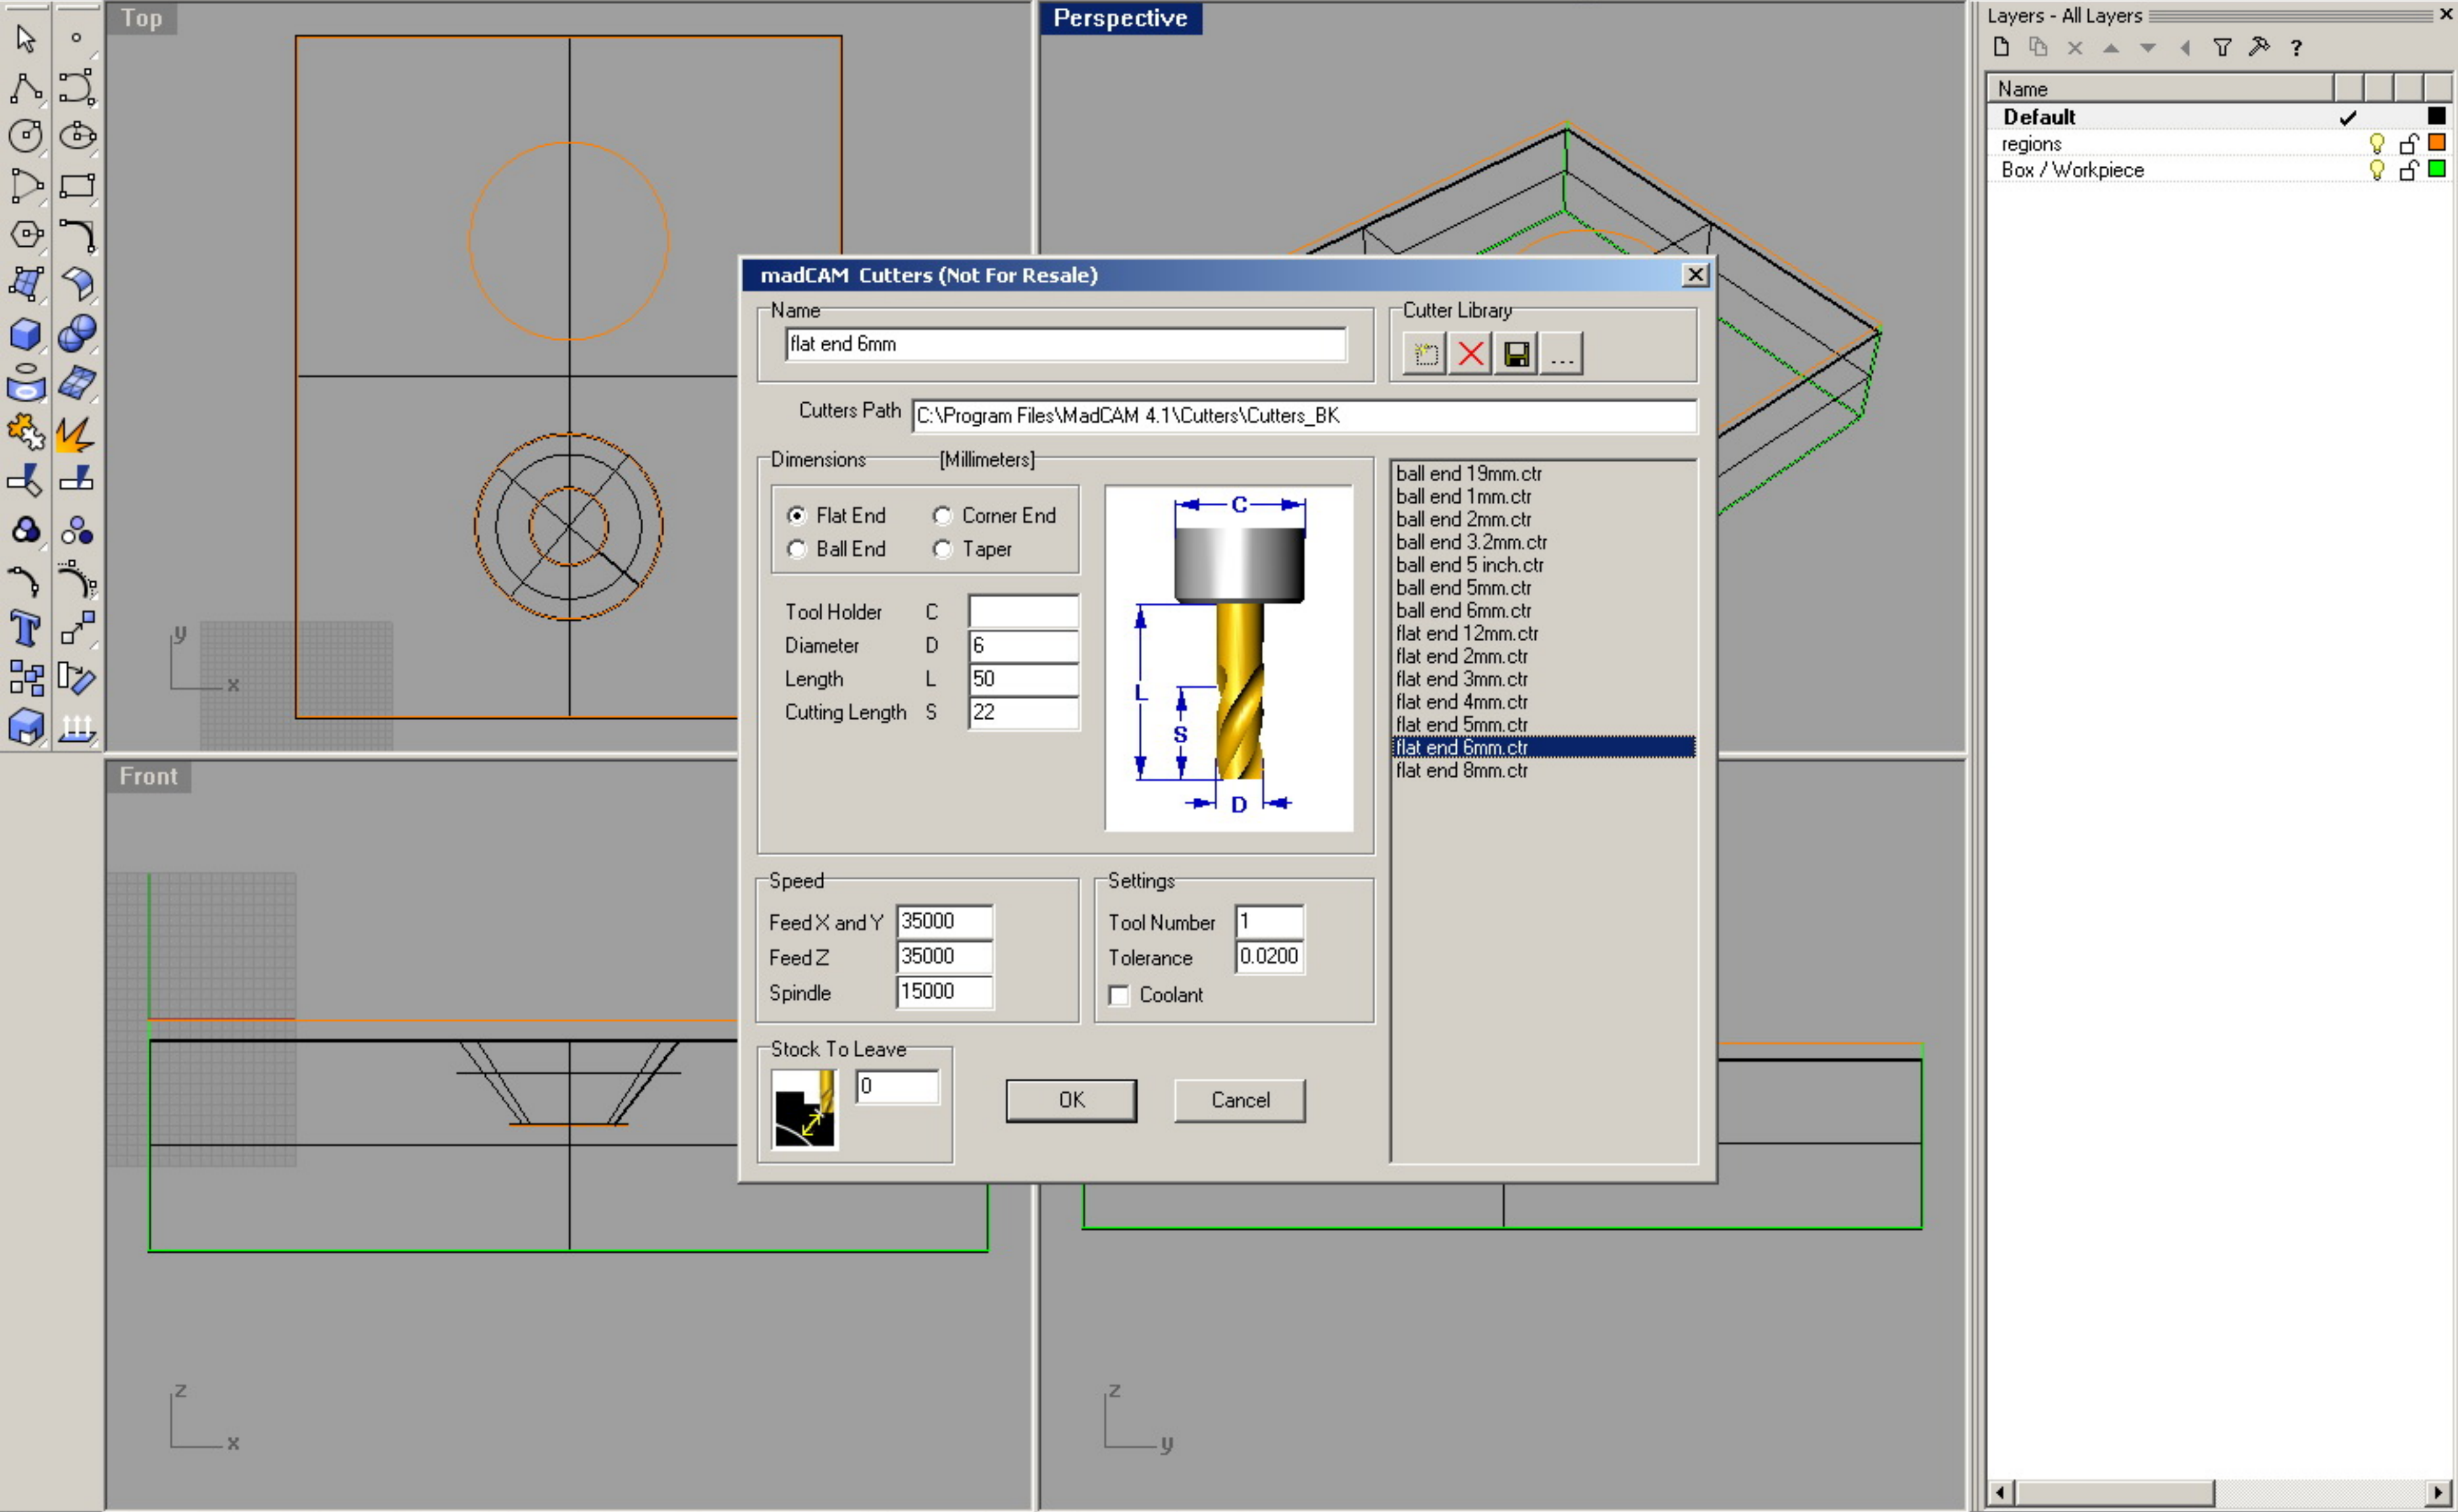 Top
Perspective
Layers - All Layers
?
Name
Default
regions
Box / Workpiece
madCAM Cutters (Not For Resale)
Name
flat end 6mm
Cutter Library
...
Cutters Path C:\Program Files\MadCAM 4.1\Cutters\Cutters_BK
Dimensions [Millimeters]
Flat End Corner End
Ball End Taper
Tool Holder C
Diameter D 6
Length L 50
Cutting Length S 22
C
L
S
D
ball end 19mm.ctr
ball end 1mm.ctr
ball end 2mm.ctr
ball end 3.2mm.ctr
ball end 5 inch.ctr
ball end 5mm.ctr
ball end 6mm.ctr
flat end 12mm.ctr
flat end 2mm.ctr
flat end 3mm.ctr
flat end 4mm.ctr
flat end 5mm.ctr
flat end 6mm.ctr
flat end 8mm.ctr
Speed
Feed X and Y 35000
Feed Z 35000
Spindle 15000
Settings
Tool Number 1
Tolerance 0.0200
Coolant
Stock To Leave
0
OK
Cancel
y
x
Front
z
x
z
y